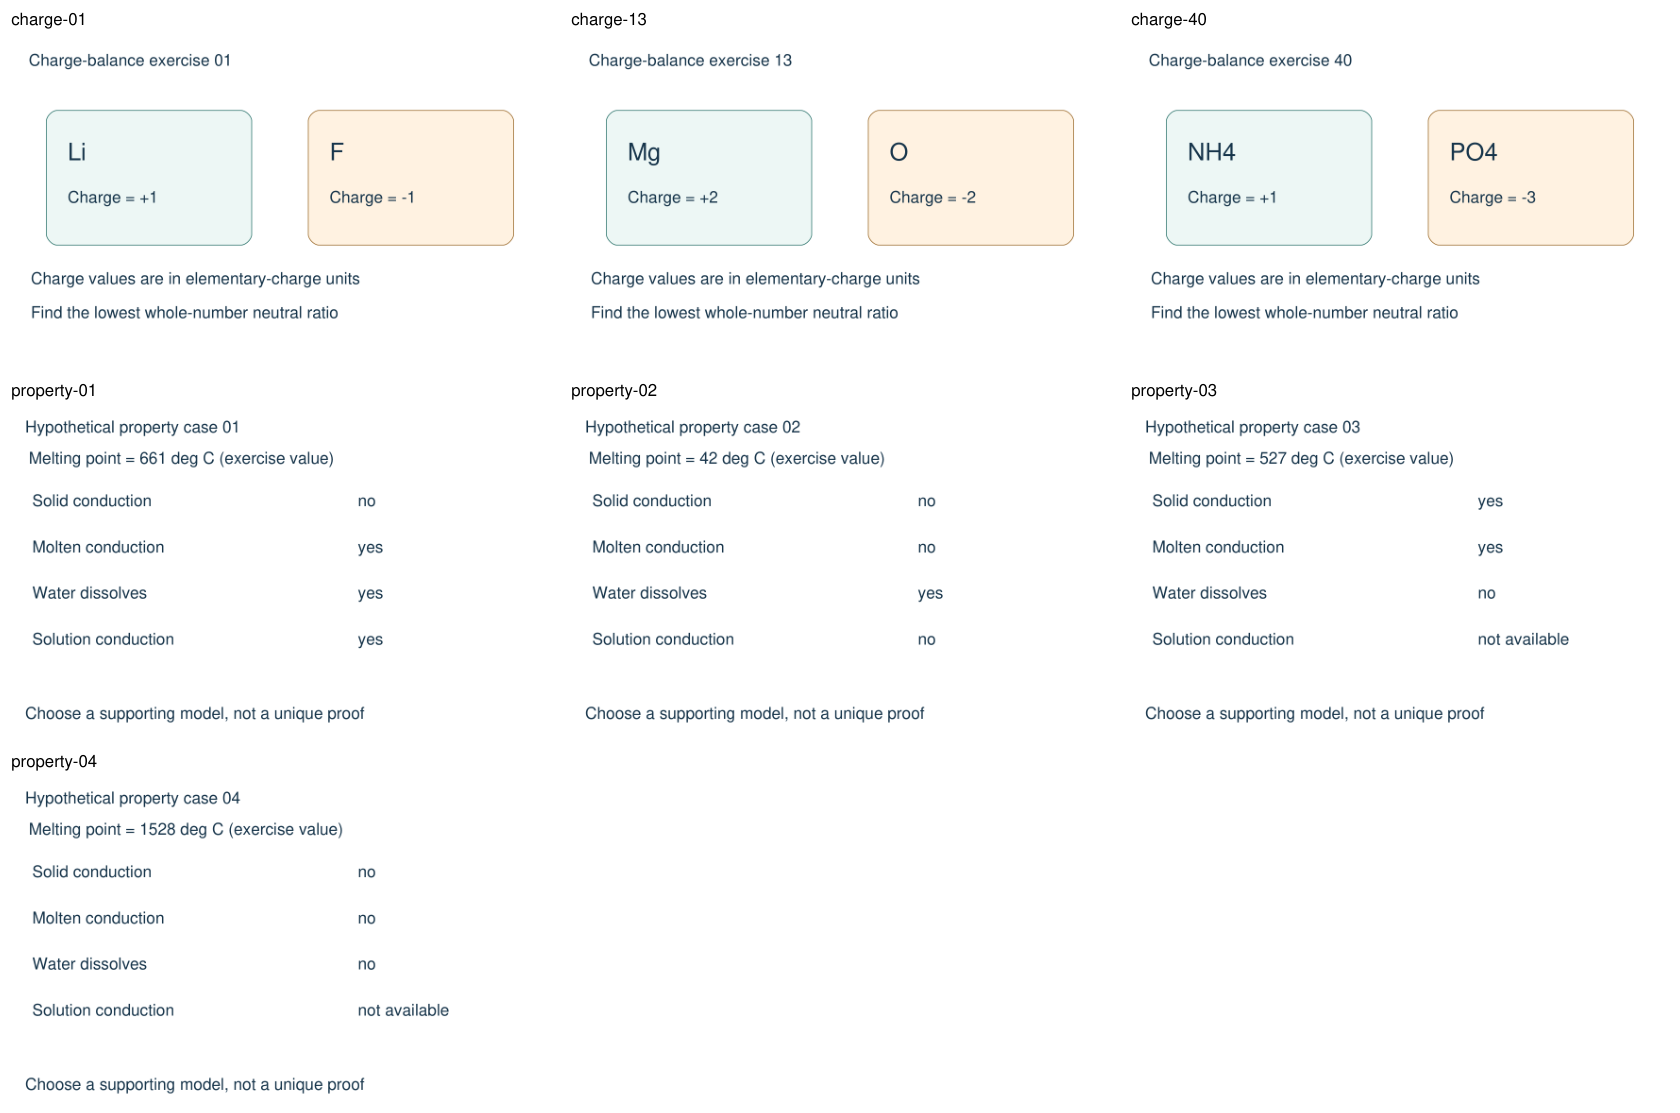 charge-01
Charge-balance exercise 01
Li
Charge = +1
F
Charge = -1
Charge values are in elementary-charge units
Find the lowest whole-number neutral ratio
charge-13
Charge-balance exercise 13
Mg
Charge = +2
O
Charge = -2
Charge values are in elementary-charge units
Find the lowest whole-number neutral ratio
charge-40
Charge-balance exercise 40
NH4
Charge = +1
PO4
Charge = -3
Charge values are in elementary-charge units
Find the lowest whole-number neutral ratio
property-01
Hypothetical property case 01
Melting point = 661 deg C (exercise value)
Solid conduction no
Molten conduction yes
Water dissolves yes
Solution conduction yes
Choose a supporting model, not a unique proof
property-02
Hypothetical property case 02
Melting point = 42 deg C (exercise value)
Solid conduction no
Molten conduction no
Water dissolves yes
Solution conduction no
Choose a supporting model, not a unique proof
property-03
Hypothetical property case 03
Melting point = 527 deg C (exercise value)
Solid conduction yes
Molten conduction yes
Water dissolves no
Solution conduction not available
Choose a supporting model, not a unique proof
property-04
Hypothetical property case 04
Melting point = 1528 deg C (exercise value)
Solid conduction no
Molten conduction no
Water dissolves no
Solution conduction not available
Choose a supporting model, not a unique proof